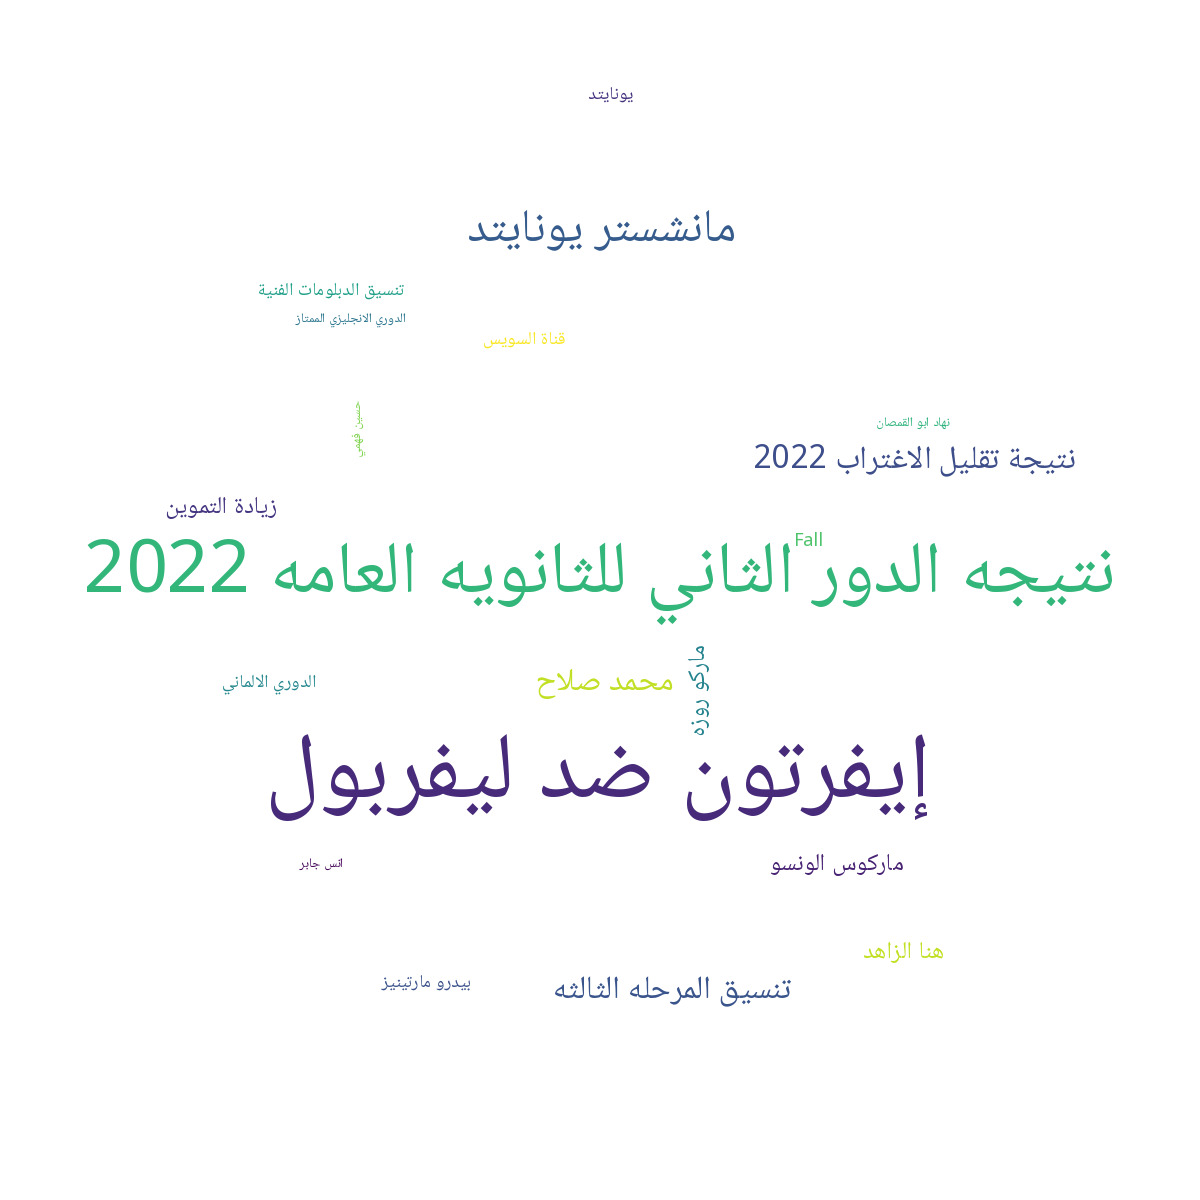 يونايتد
مانشستر يونايتد
تنسيق الدبلومات الفنية
الدوري الانجليزي الممتاز
قناة السويس
حسين فهمي
نهاد ابو القمصان
نتيجة تقليل الاغتراب 2022
زيادة التموين
Fall
نتيجه الدور الثاني للثانويه العامه 2022
ماركو روزه
محمد صلاح
الدوري الالماني
إيفرتون ضد ليفربول
ماركوس الونسو
انس جابر
هنا الزاهد
بيدرو مارتينيز
تنسيق المرحله الثالثه